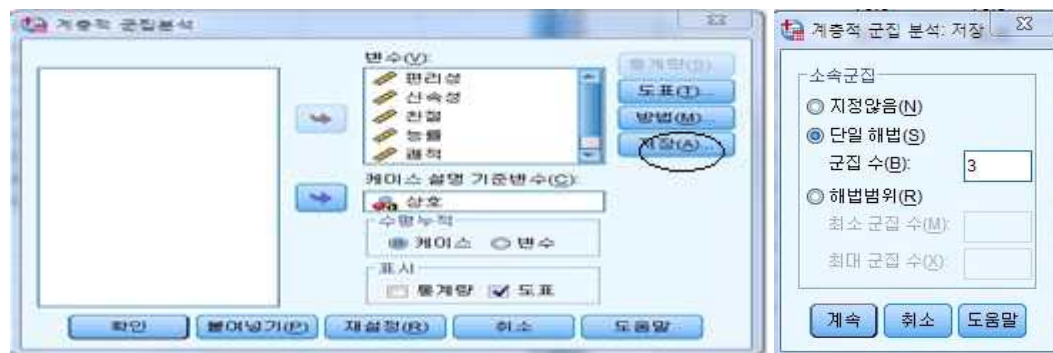 계층적 군집분석
변수(V):
편리성
신속성
친절
능률
쾌적
통계량(S)...
도표(T)...
방법(M)...
저장(A)...
케이스 설명 기준변수(C):
상호
케이스 변수
표시
통계량 도표
확인 붙여넣기(P) 재설정(R) 취소 도움말
계층적 군집 분석: 저장
소속군집
지정않음(N)
단일 해법(S)
군집 수(B): 3
해법범위(R)
최소 군집 수(M):
최대 군집 수(X):
계속 취소 도움말